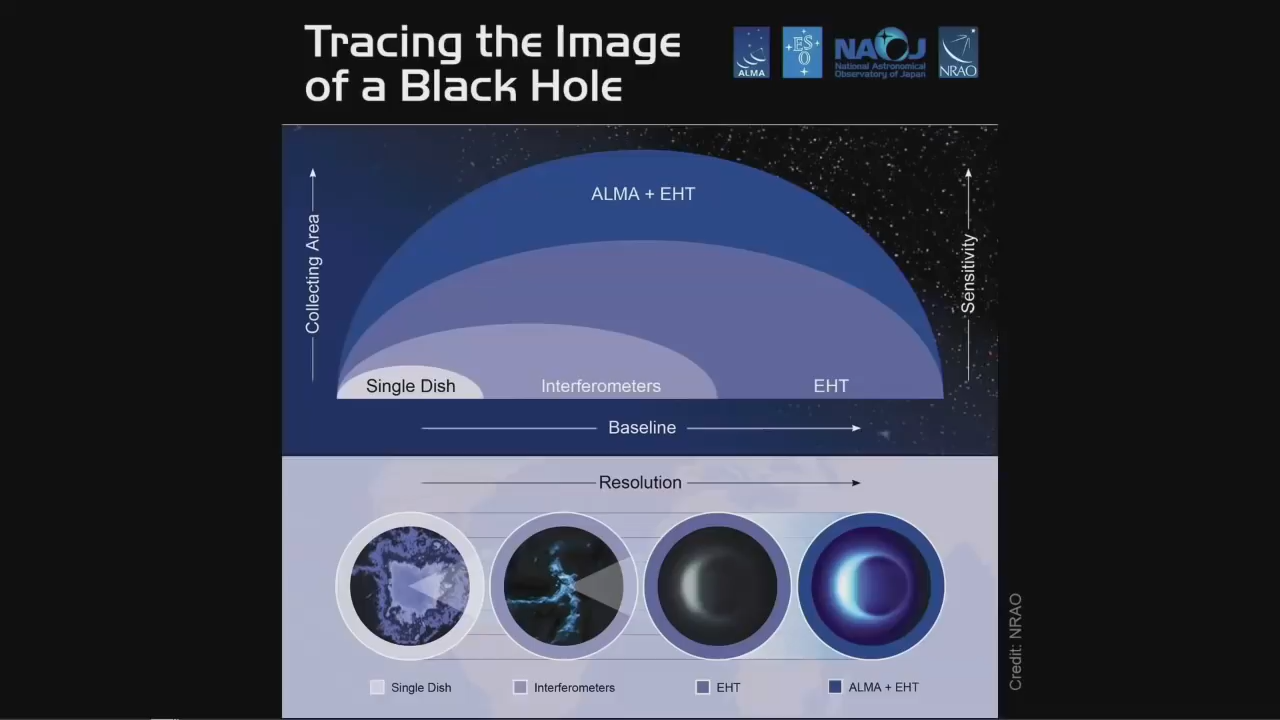 Tracing the Image
of a Black Hole
ALMA
ES
O
NAOJ
National Astronomical
Observatory of Japan
NRAO
ALMA + EHT
Collecting Area
Sensitivity
Single Dish
Interferometers
EHT
Baseline
Resolution
Single Dish
Interferometers
EHT
ALMA + EHT
Credit: NRAO